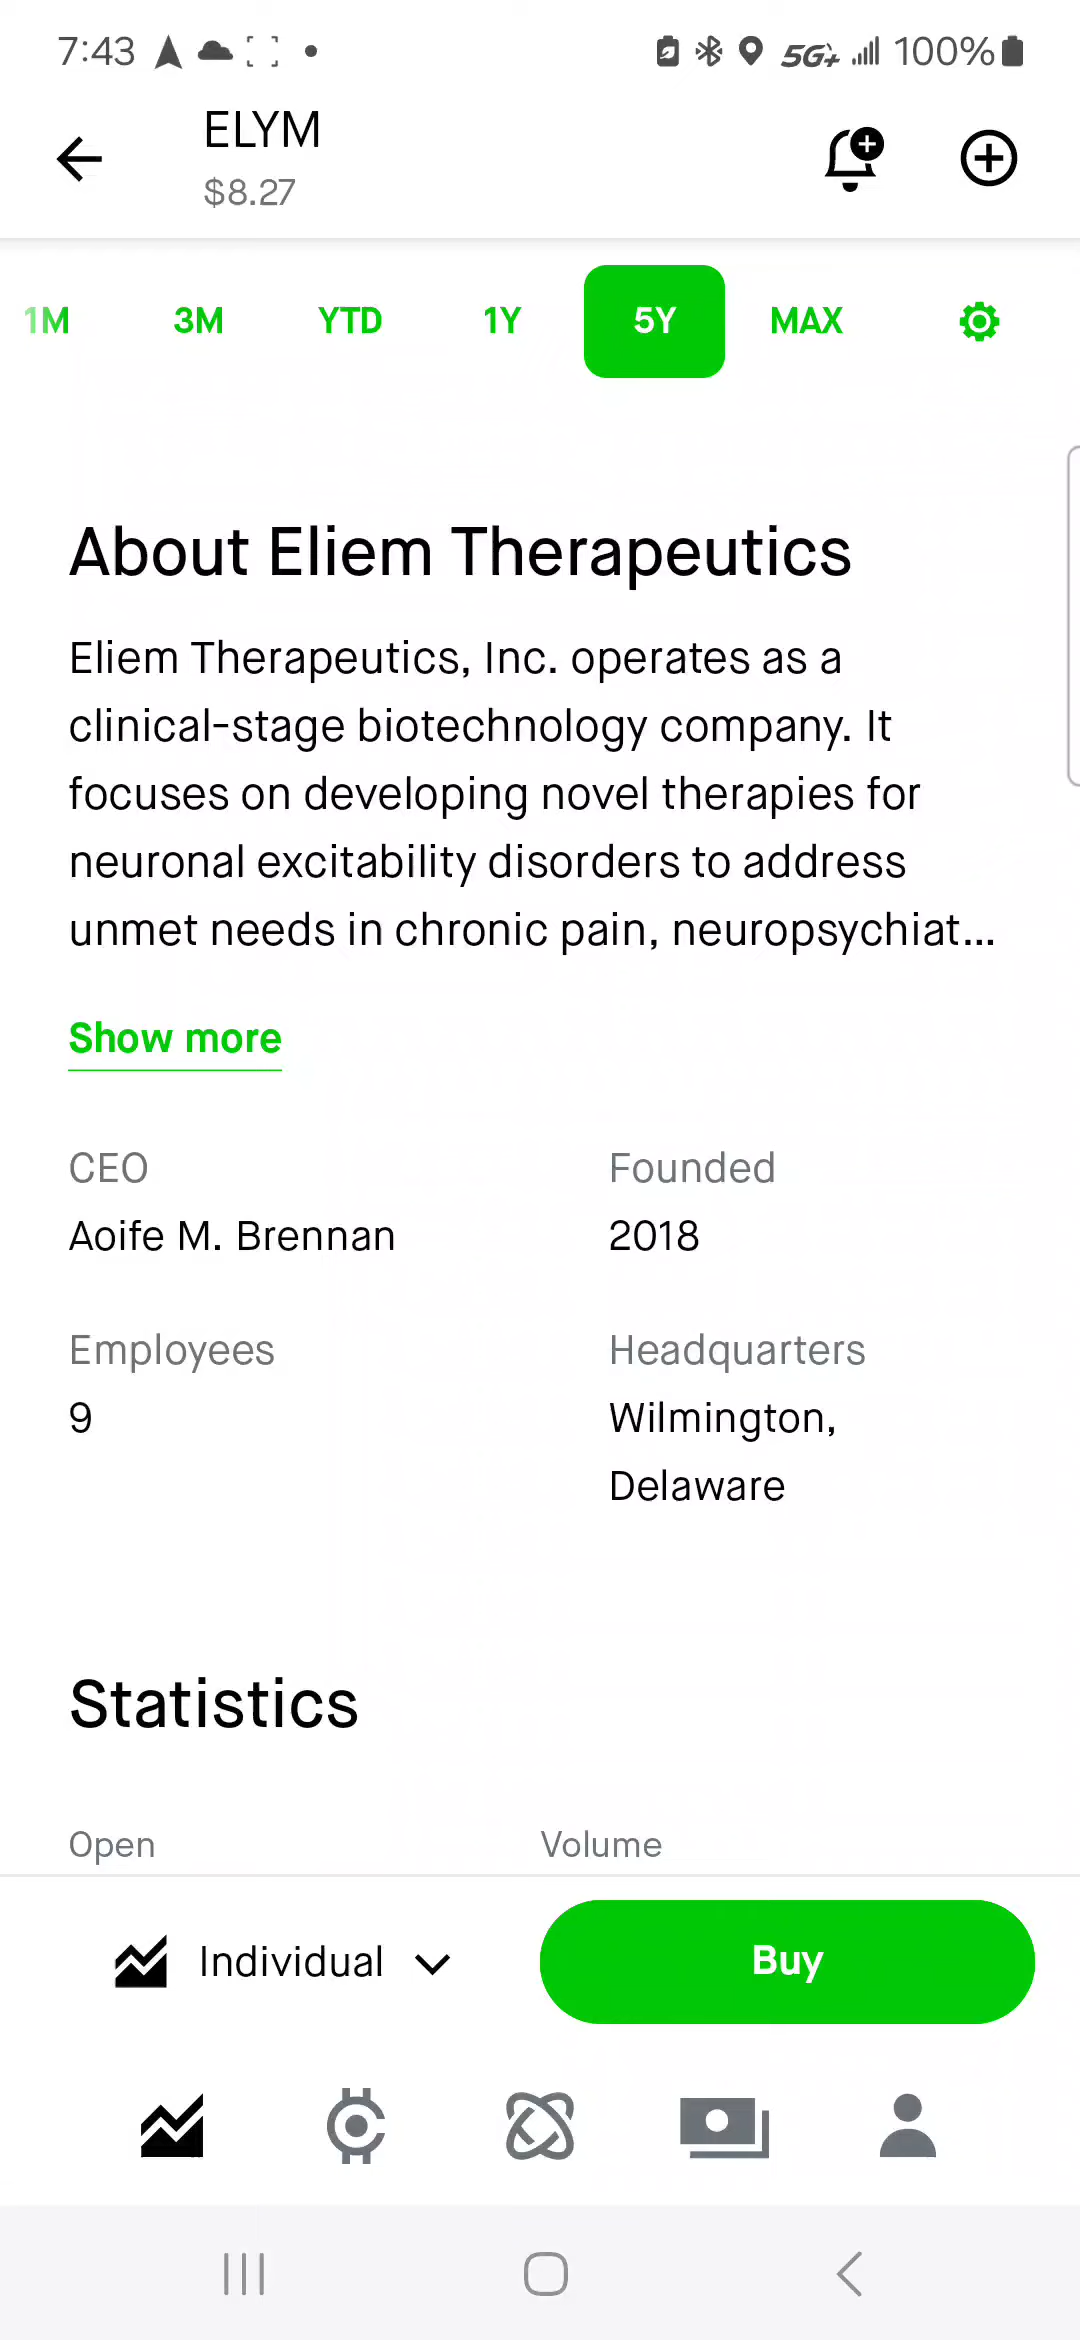 7:43
5G+ 100%
ELYM
$8.27
1M 3M YTD 1Y 5Y MAX
About Eliem Therapeutics
Eliem Therapeutics, Inc. operates as a
clinical-stage biotechnology company. It
focuses on developing novel therapies for
neuronal excitability disorders to address
unmet needs in chronic pain, neuropsychiat...
Show more
CEO Founded
Aoife M. Brennan 2018
Employees Headquarters
9 Wilmington,
Delaware
Statistics
Open Volume
Individual Buy